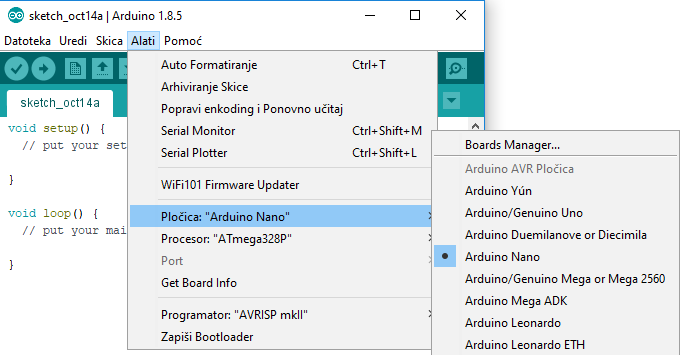 sketch_oct14a | Arduino 1.8.5
Datoteka Uredi Skica Alati Pomoć
sketch_oct14a
void setup() {
// put your set
}
void loop() {
// put your mai
}
Auto Formatiranje Ctrl+T
Arhiviranje Skice
Popravi enkoding i Ponovno učitaj
Serial Monitor Ctrl+Shift+M
Serial Plotter Ctrl+Shift+L
WiFi101 Firmware Updater
Pločica: "Arduino Nano"
Procesor: "ATmega328P"
Port
Get Board Info
Programator: "AVRISP mkII"
Zapiši Bootloader
Boards Manager...
Arduino AVR Pločica
Arduino Yún
Arduino/Genuino Uno
Arduino Duemilanove or Diecimila
Arduino Nano
Arduino/Genuino Mega or Mega 2560
Arduino Mega ADK
Arduino Leonardo
Arduino Leonardo ETH